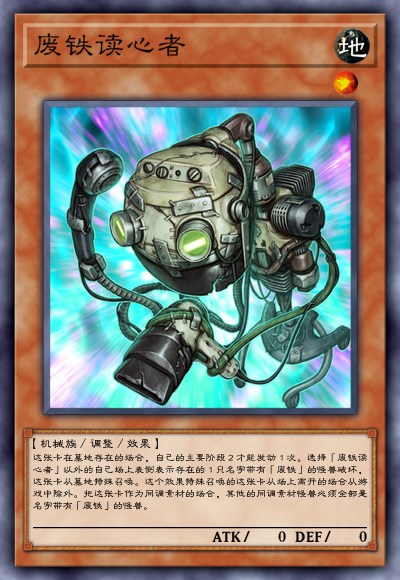 废铁读心者
地
【机械族／调整／效果】
这张卡在墓地存在的场合，自己的主要阶段2才能发动1次。选择「废铁读
心者」以外的自己场上表侧表示存在的1只名字带有「废铁」的怪兽破坏，
这张卡从墓地特殊召唤。这个效果特殊召唤的这张卡从场上离开的场合从游
戏中除外。把这张卡作为同调素材的场合，其他的同调素材怪兽必须全部是
名字带有「废铁」的怪兽。
ATK/ 0 DEF/ 0